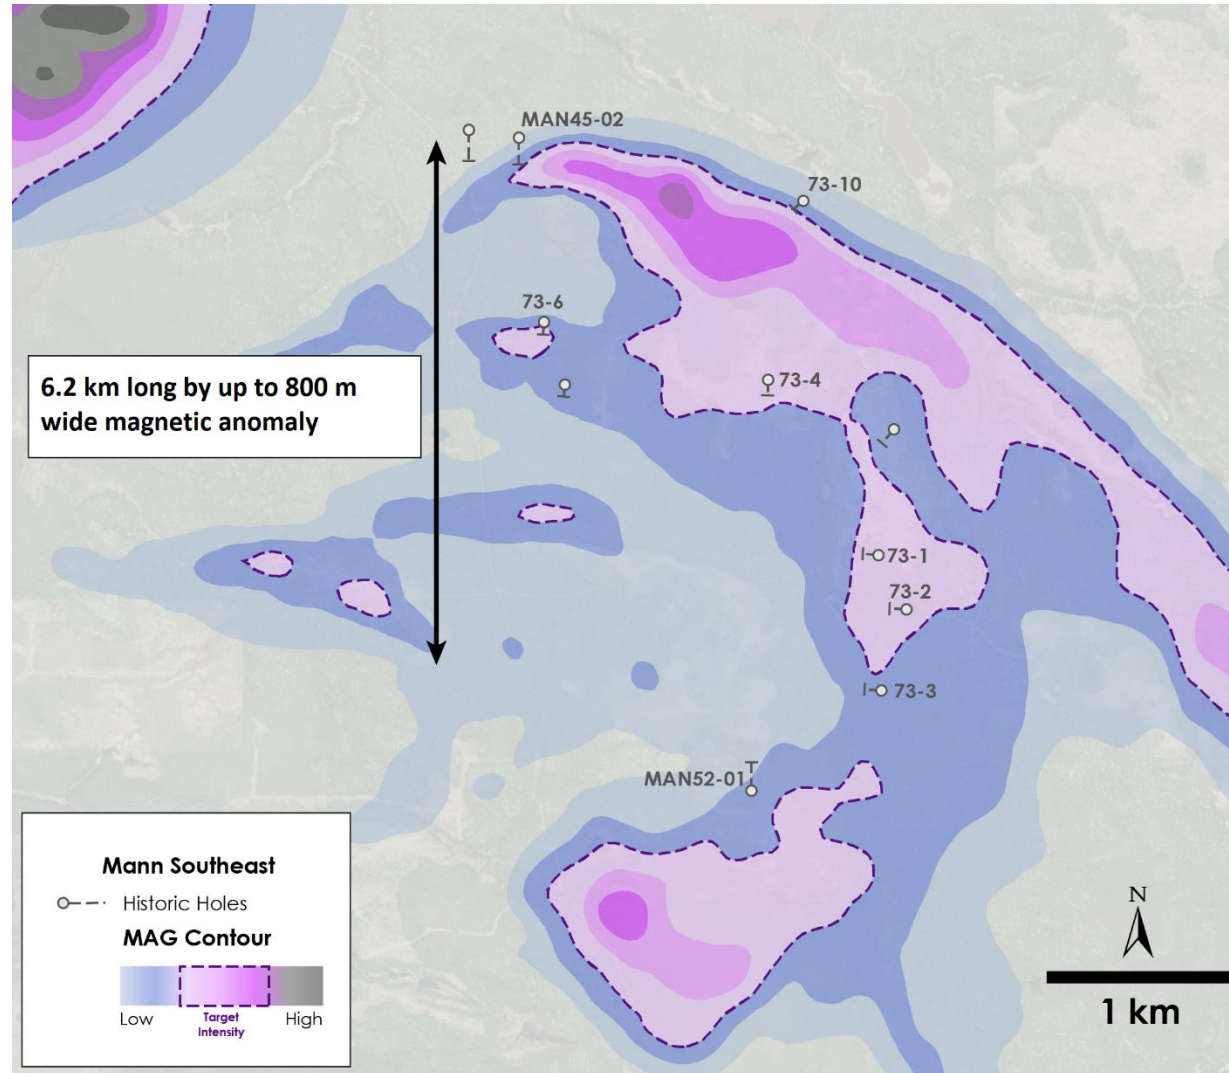 MAN45-02
73-10
73-6
6.2 km long by up to 800 m
wide magnetic anomaly
73-4
73-1
73-2
73-3
MAN52-01
Mann Southeast
Historic Holes
MAG Contour
Low
Target
Intensity
High
N
1 km